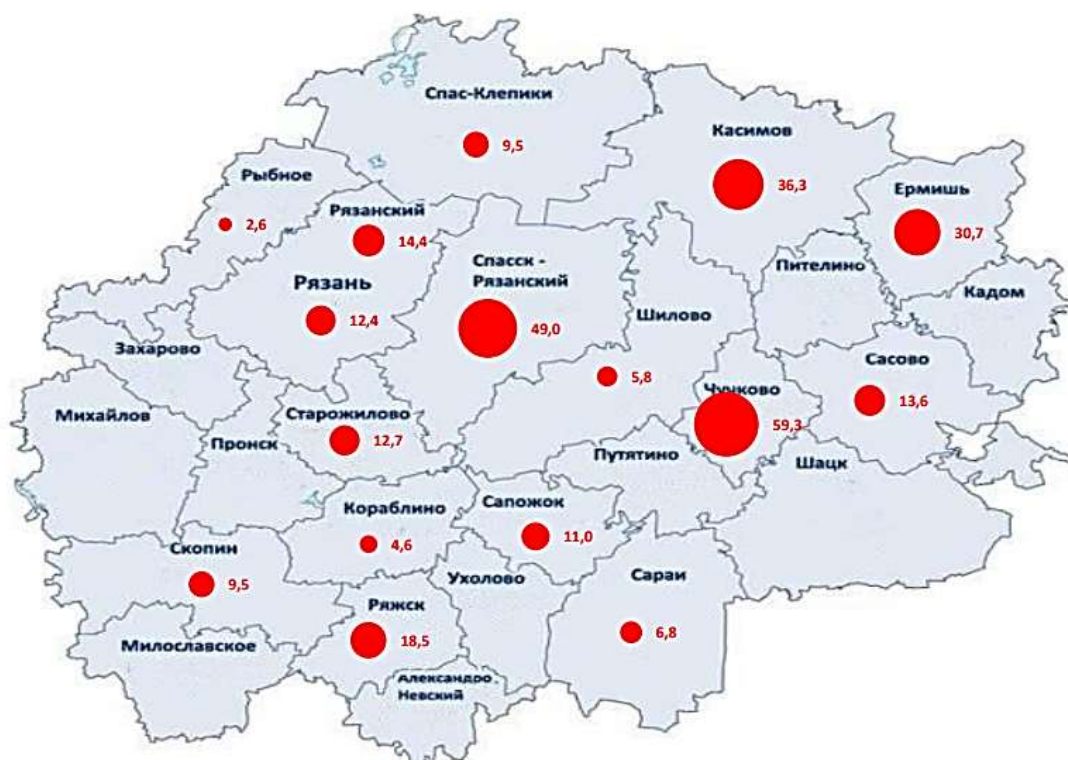 Спас-Клепики
9,5
Касимов
36,3
Рыбное
2,6
Ермишь
30,7
Рязанский
14,4
Спасск -
Рязанский
49,0
Рязань
12,4
Пителино
Кадом
Шилово
5,8
Захарово
Сасово
13,6
Чучково
59,3
Михайлов
Старожилово
12,7
Пронск
Путятино
Шацк
Кораблино
4,6
Сапожок
11,0
Скопин
9,5
Ухолово
Сараи
6,8
Ряжск
18,5
Милославское
Александро
Невский